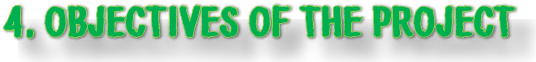 4. OBJECTIVES OF THE PROJECT